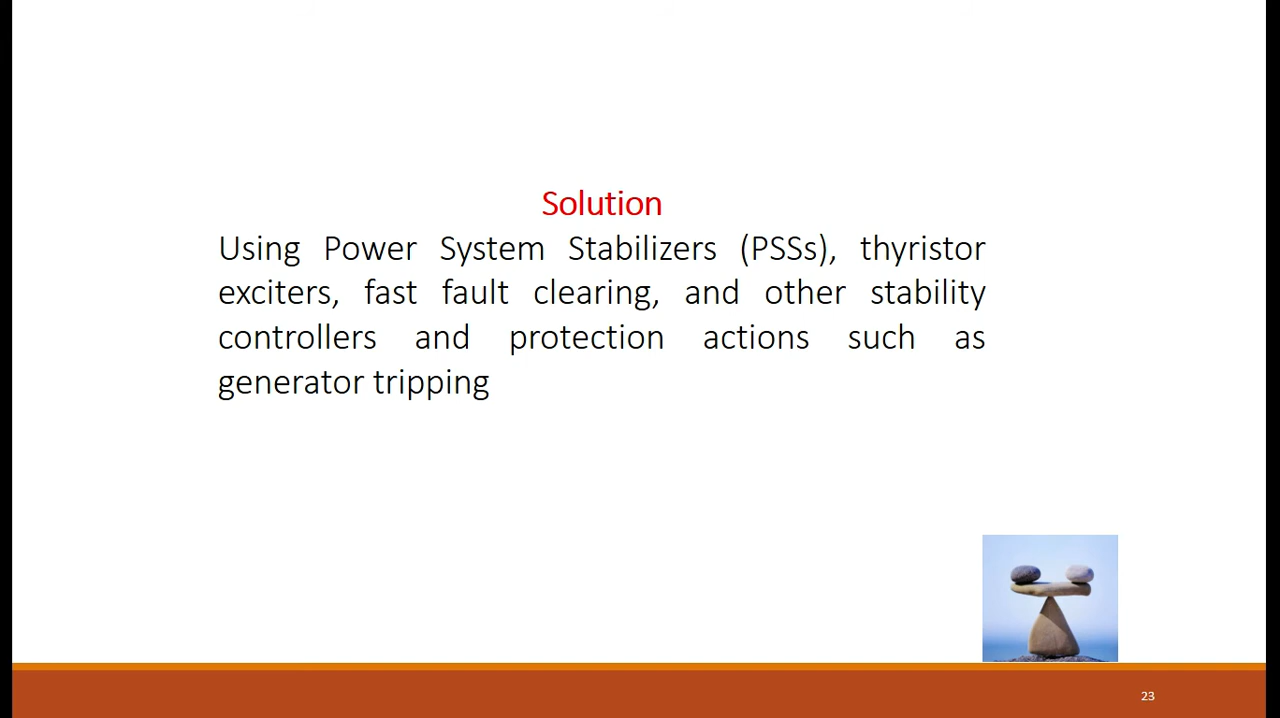 Solution
Using Power System Stabilizers (PSSs), thyristor
exciters, fast fault clearing, and other stability
controllers and protection actions such as
generator tripping
23